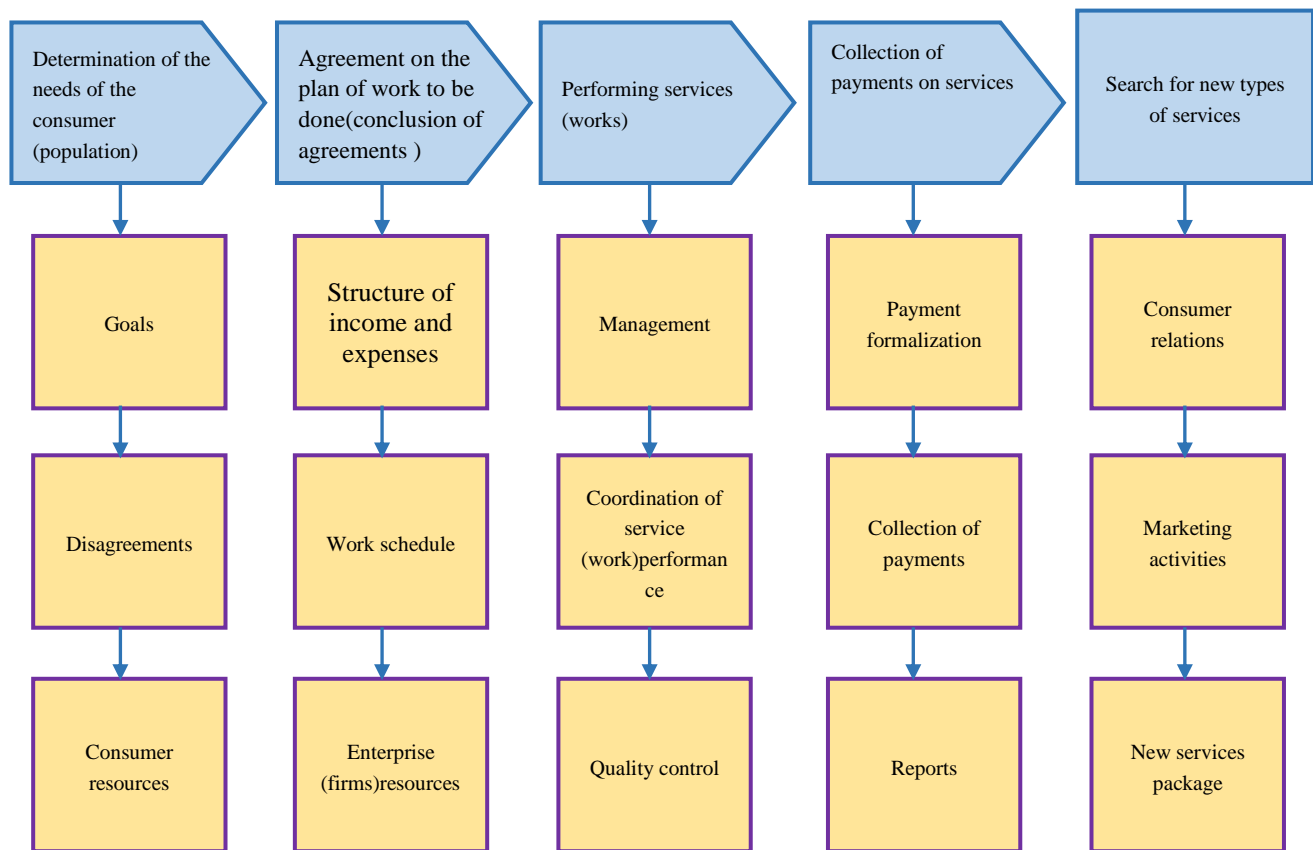 Determination of the
needs of the
consumer
(population)
Agreement on the
plan of work to be
done(conclusion of
agreements )
Performing services
(works)
Collection of
payments on services
Search for new types
of services
Goals
Structure of
income and
expenses
Management
Payment
formalization
Consumer
relations
Disagreements
Work schedule
Coordination of
service
(work)performan
ce
Collection of
payments
Marketing
activities
Consumer
resources
Enterprise
(firms)resources
Quality control
Reports
New services
package